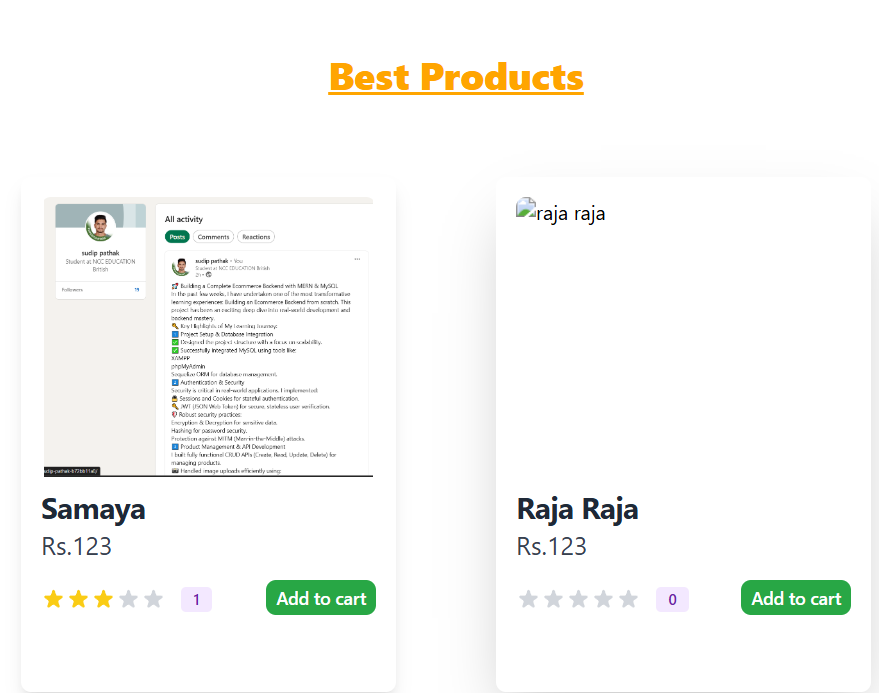 Best Products
All activity
Posts Comments Reactions
sudip pathak
Student at NCC EDUCATION
British
Followers 19
sudip pathak • You
Student at NCC EDUCATION British
🚀 Building a Complete Ecommerce Backend with MERN & MySQL
In the past few weeks, I have undertaken one of the most transformative
learning experiences: Building an Ecommerce Backend from scratch. This
project has been an exciting deep dive into real-world development and
backend mastery.
🔑 Key Highlights of My Learning Journey:
1️⃣ Project Setup & Database Integration
✅ Designed the project structure with a focus on scalability.
✅ Successfully integrated MySQL using tools like:
XAMPP
phpMyAdmin
Sequelize ORM for database management.
2️⃣ Authentication & Security
Security is critical in real-world applications. I implemented:
Sessions and Cookies for stateful authentication.
🔑 JWT (JSON Web Token) for secure, stateless user verification.
Robust security practices:
Encryption & Decryption for sensitive data.
Hashing for password security.
Protection against MITM (Man-in-the-Middle) attacks.
Product Management & API Development
I built fully functional CRUD APIs (Create, Read, Update, Delete) for
managing products.
Handled image uploads efficiently using:
raja raja
Samaya
Rs.123
1
Add to cart
Raja Raja
Rs.123
0
Add to cart